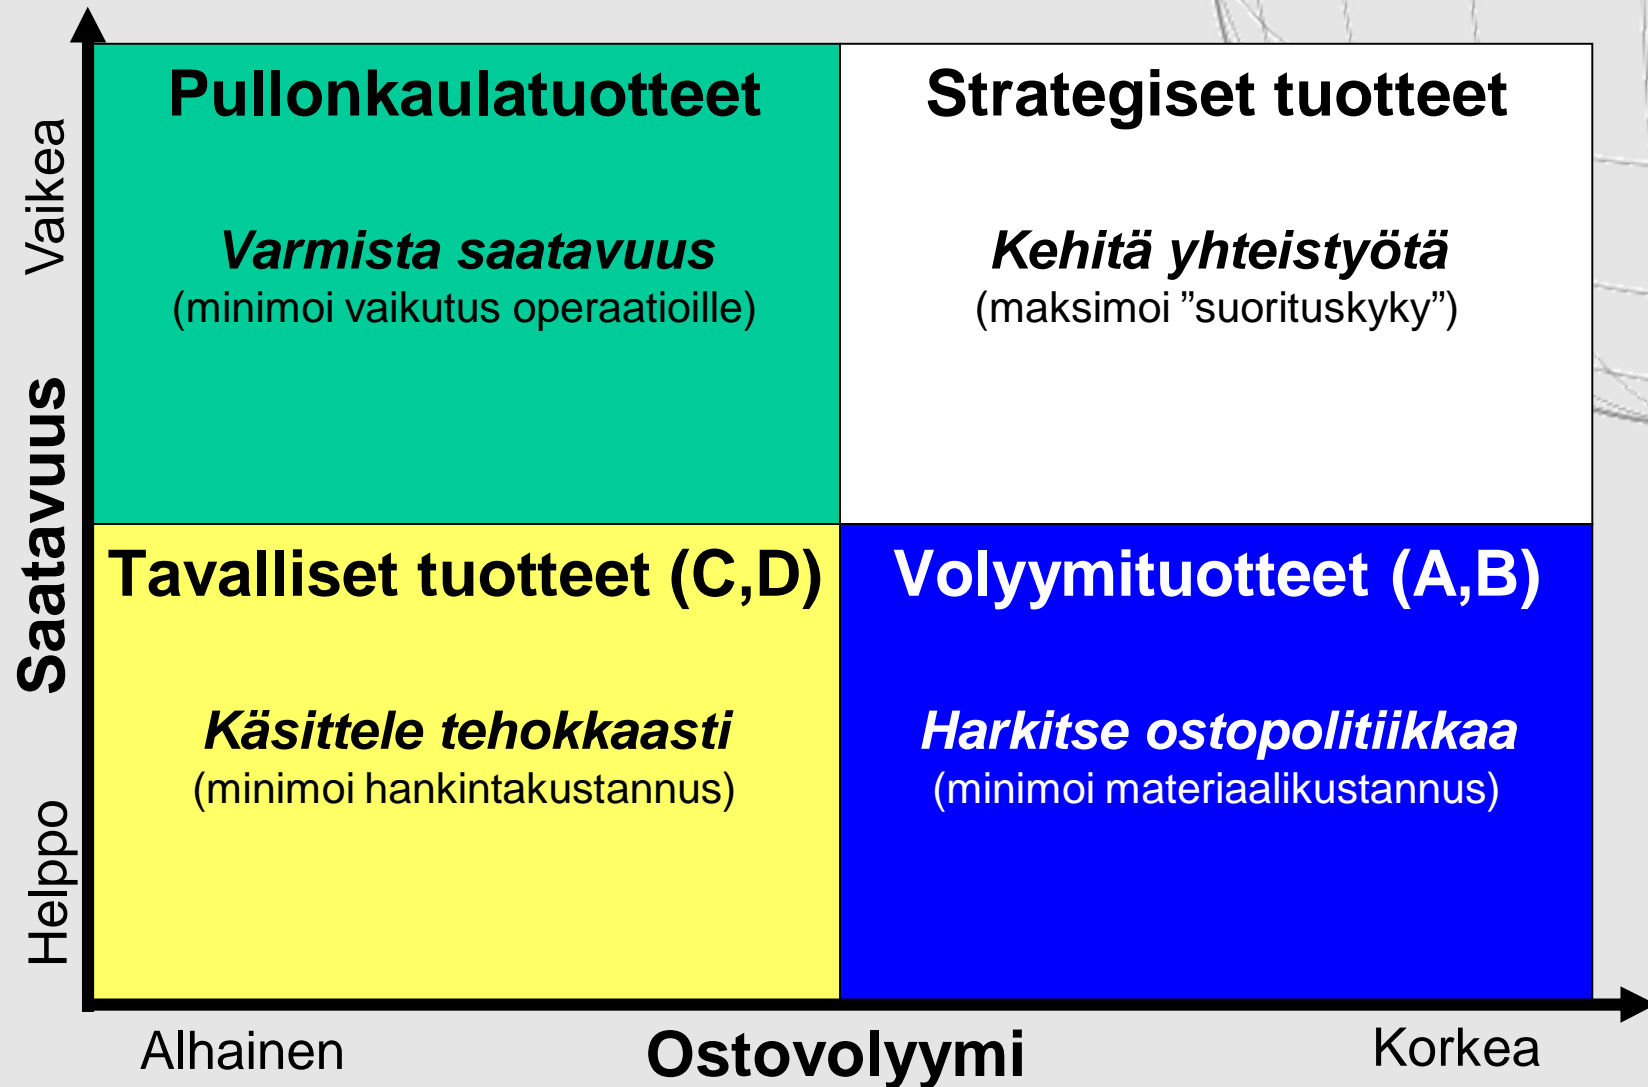 Pullonkaulatuotteet
Varmista saatavuus
(minimoi vaikutus operaatioille)
Strategiset tuotteet
Kehitä yhteistyötä
(maksimoi ”suorituskyky”)
Tavalliset tuotteet (C,D)
Käsittele tehokkaasti
(minimoi hankintakustannus)
Volyymituotteet (A,B)
Harkitse ostopolitiikkaa
(minimoi materiaalikustannus)
Vaikea
Saatavuus
Helppo
Alhainen
Ostovolyymi
Korkea